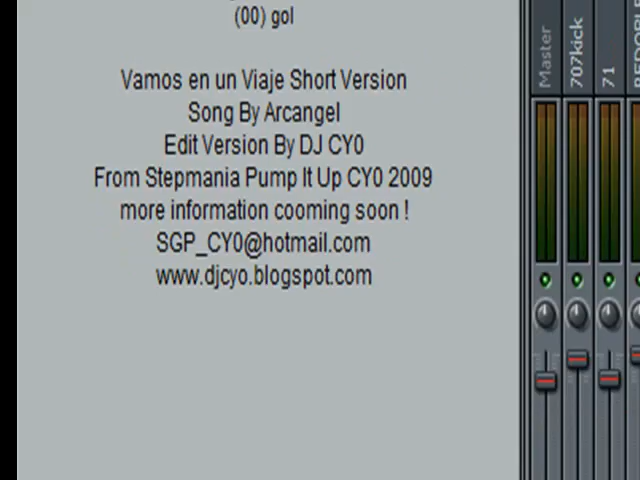 (00) gol
Vamos en un Viaje Short Version
Song By Arcangel
Edit Version By DJ CY0
From Stepmania Pump It Up CY0 2009
more information cooming soon !
SGP_CY0@hotmail.com
www.djcyo.blogspot.com
Master
707kick
71